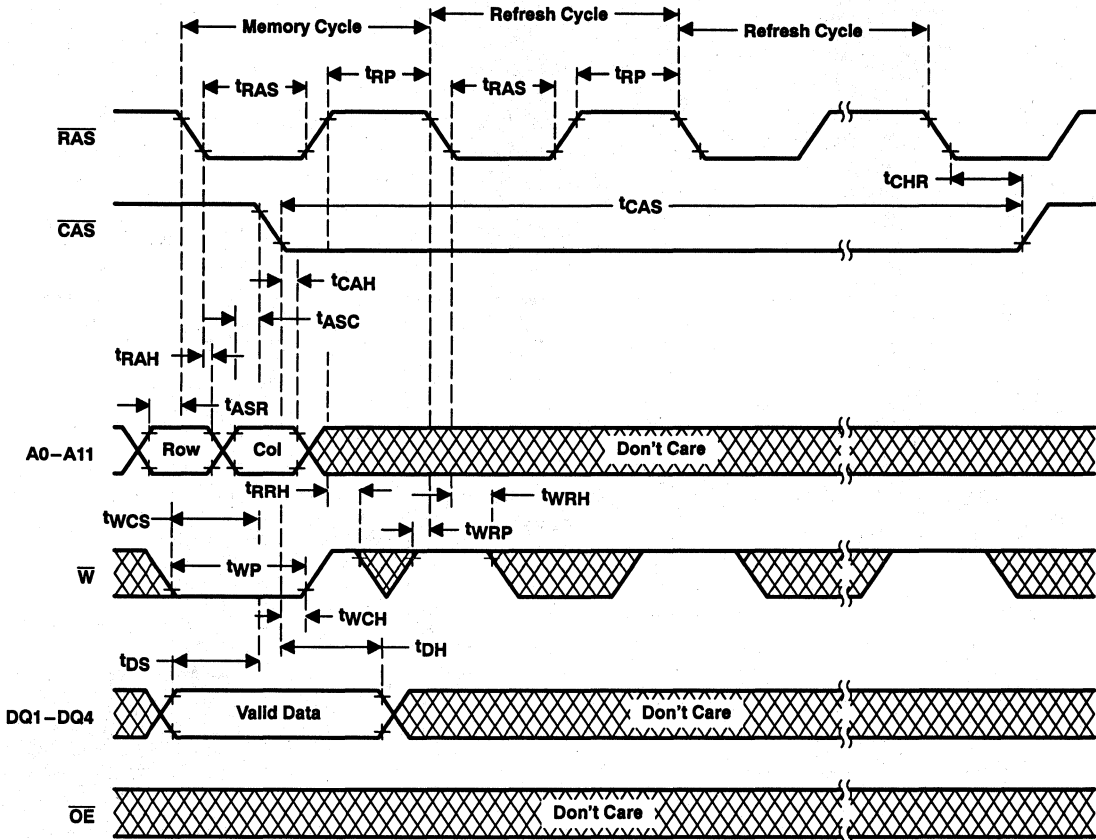 Memory Cycle
Refresh Cycle
Refresh Cycle
tRAS
tRP
tRAS
tRP
RAS
tCHR
tCAS
CAS
tCAH
tASC
tRAH
tASR
A0–A11
Row
Col
Don't Care
tRRH
tWRH
tWCS
tWRP
W
tWP
tWCH
tDH
tDS
DQ1–DQ4
Valid Data
Don't Care
OE
Don't Care